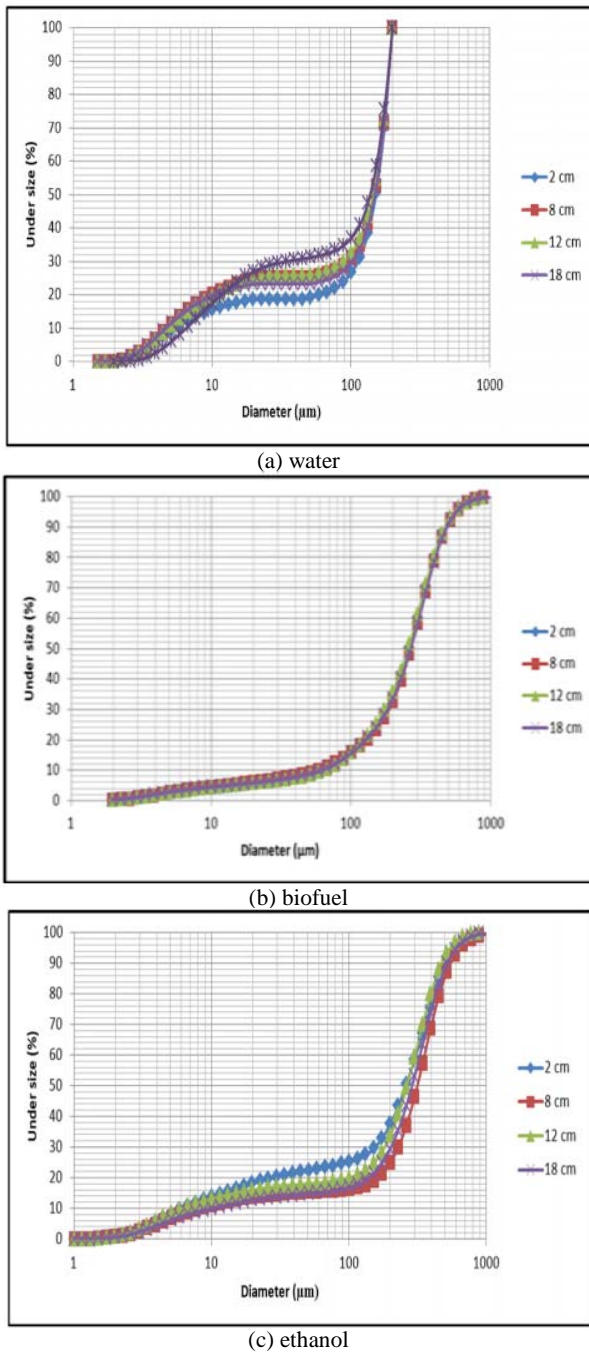 100
90
80
70
60
50
40
30
20
10
0
Under size (%)
1 10 100 1000
Diameter (µm)
2 cm
8 cm
12 cm
18 cm
(a) water
100
90
80
70
60
50
40
30
20
10
0
Under size (%)
1 10 100 1000
Diameter (µm)
2 cm
8 cm
12 cm
18 cm
(b) biofuel
100
90
80
70
60
50
40
30
20
10
0
Under size (%)
1 10 100 1000
Diameter (µm)
2 cm
8 cm
12 cm
18 cm
(c) ethanol